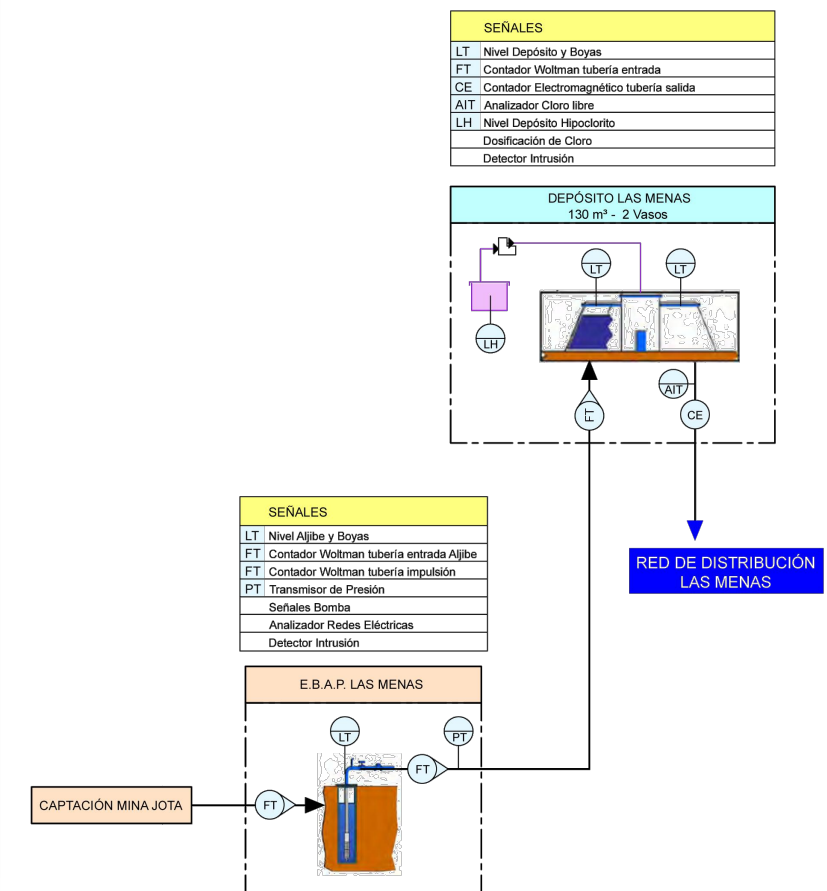 SEÑALES
LT Nivel Depósito y Boyas
FT Contador Woltman tubería entrada
CE Contador Electromagnético tubería salida
AIT Analizador Cloro libre
LH Nivel Depósito Hipoclorito
Dosificación de Cloro
Detector Intrusión
DEPÓSITO LAS MENAS
130 m³ - 2 Vasos
LT
LT
LH
AIT
FT
CE
RED DE DISTRIBUCIÓN
LAS MENAS
SEÑALES
LT Nivel Aljibe y Boyas
FT Contador Woltman tubería entrada Aljibe
FT Contador Woltman tubería impulsión
PT Transmisor de Presión
Señales Bomba
Analizador Redes Eléctricas
Detector Intrusión
E.B.A.P. LAS MENAS
LT
PT
FT
CAPTACIÓN MINA JOTA
FT